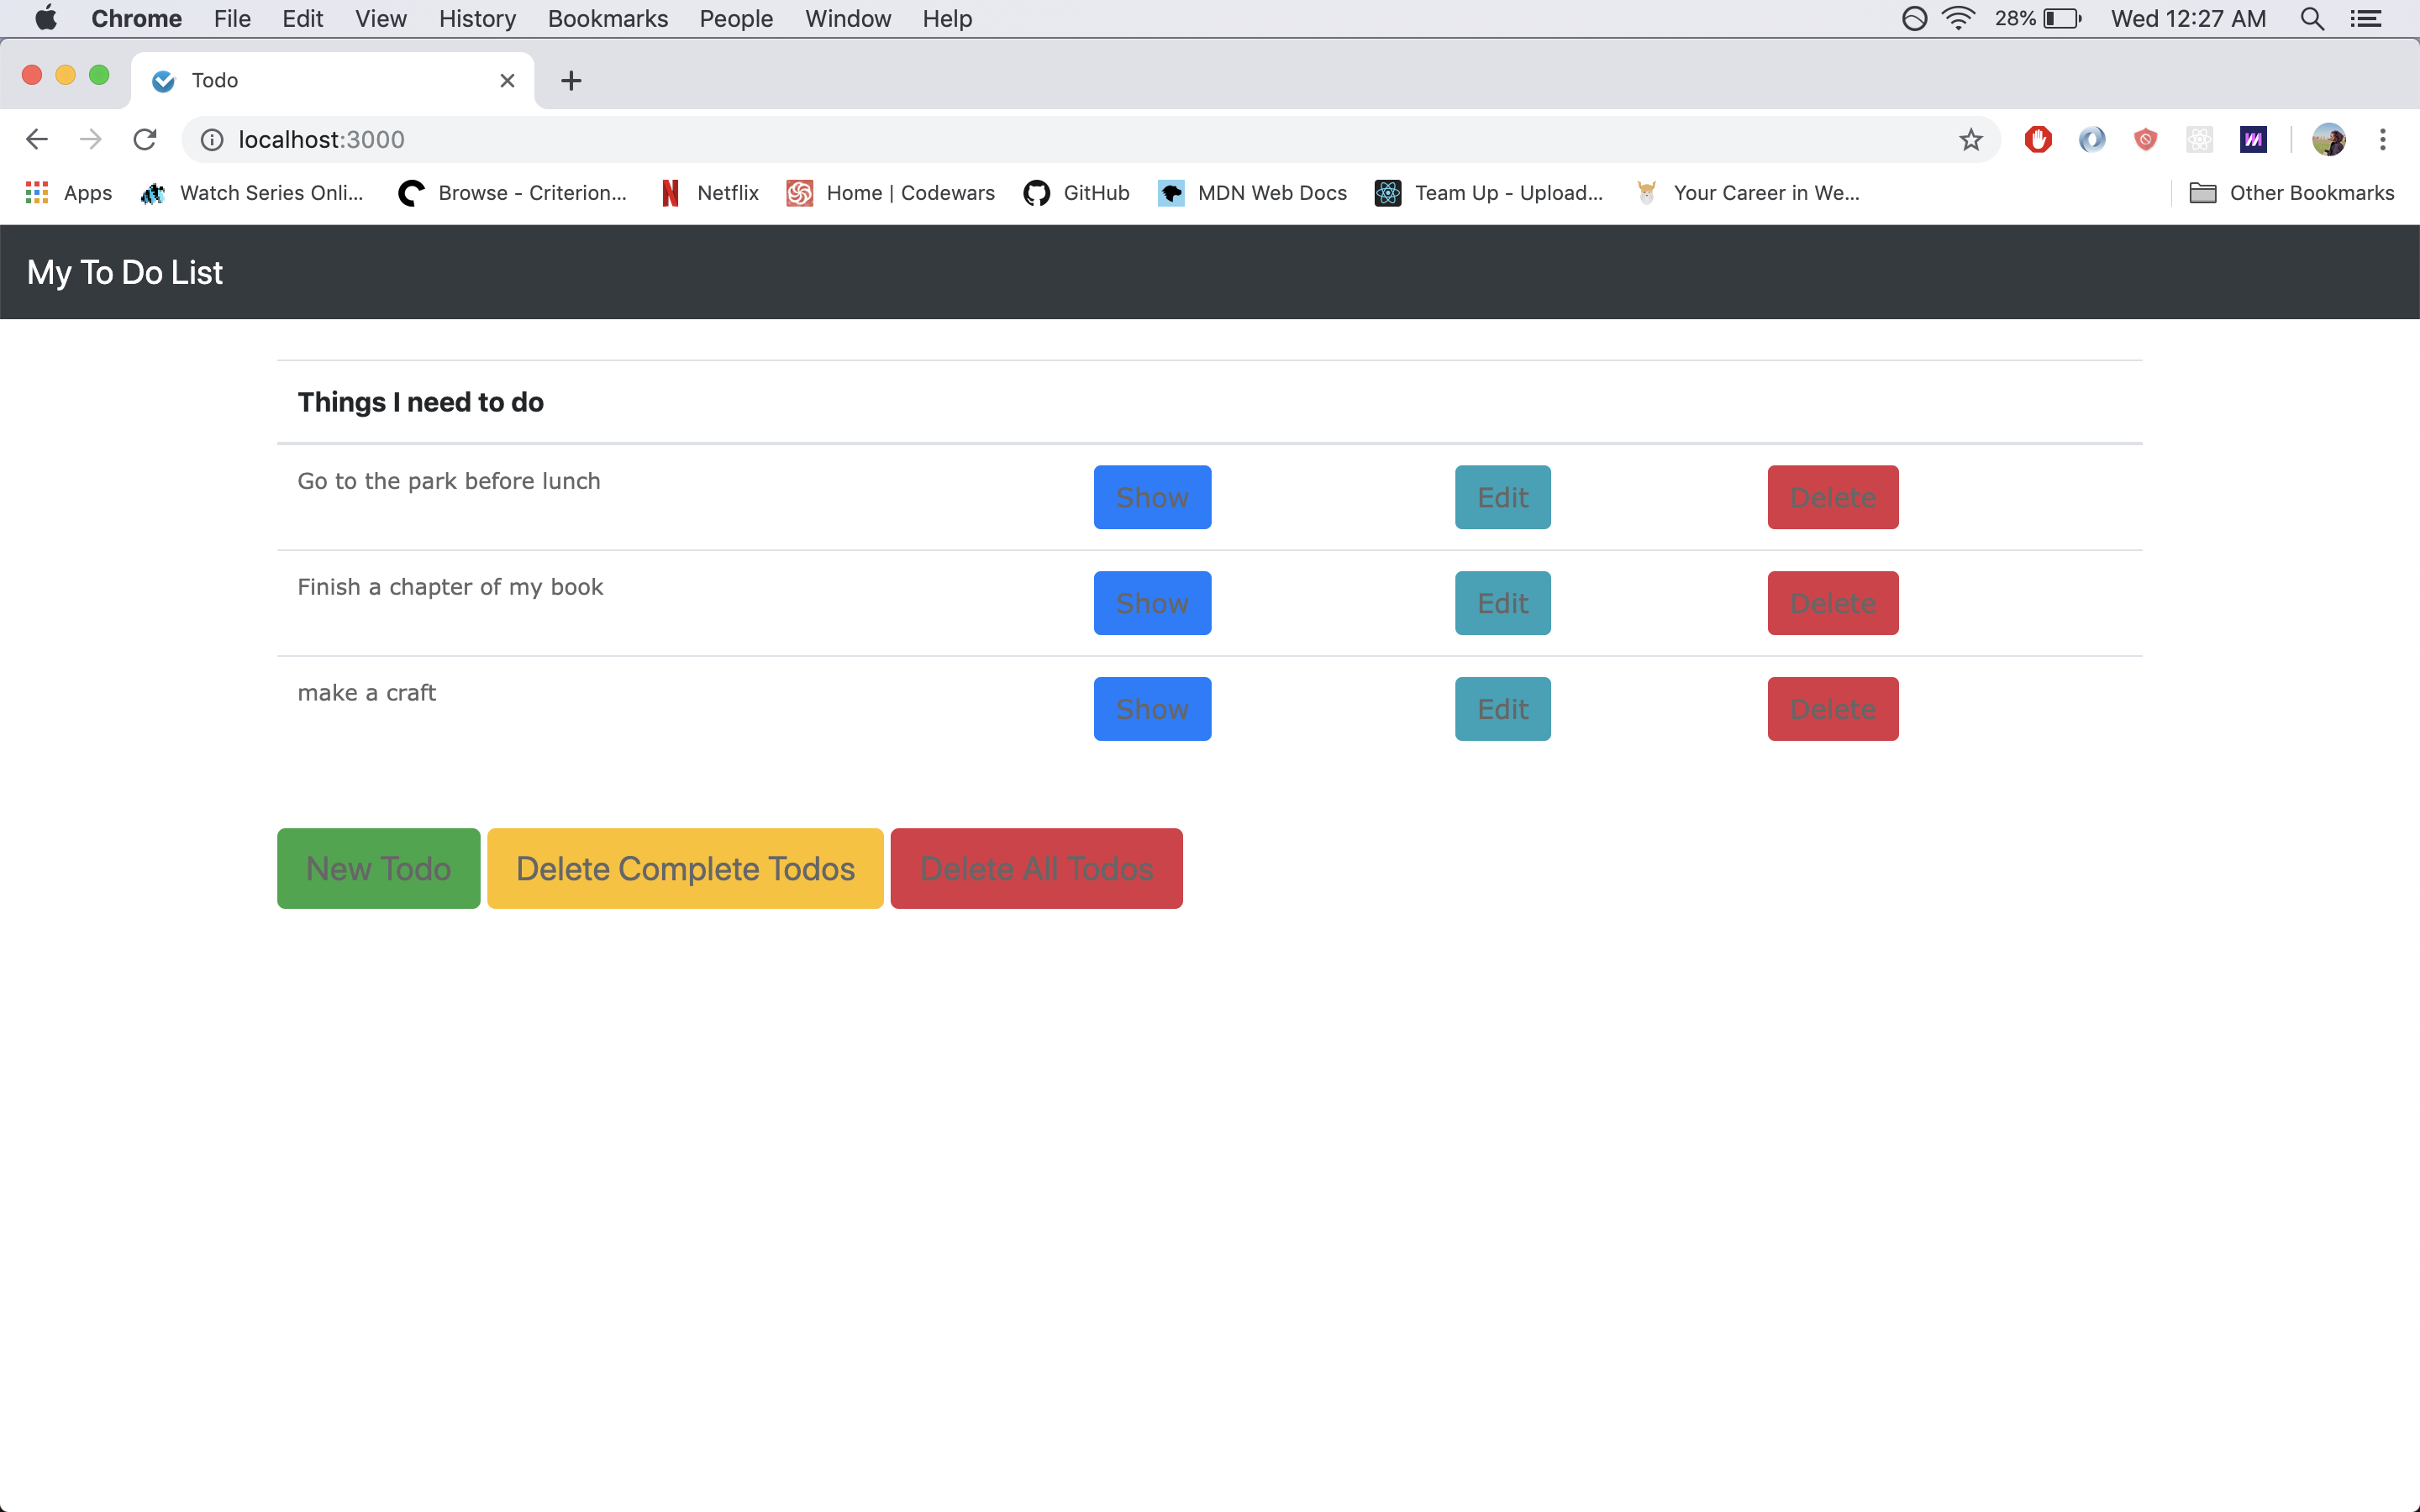 Chrome File Edit View History Bookmarks People Window Help 28% Wed 12:27 AM
Todo
localhost:3000
Apps Watch Series Onli... Browse - Criterion... Netflix Home | Codewars GitHub MDN Web Docs Team Up - Upload... Your Career in We... Other Bookmarks
My To Do List
Things I need to do
Go to the park before lunch Show Edit Delete
Finish a chapter of my book Show Edit Delete
make a craft Show Edit Delete
New Todo Delete Complete Todos Delete All Todos